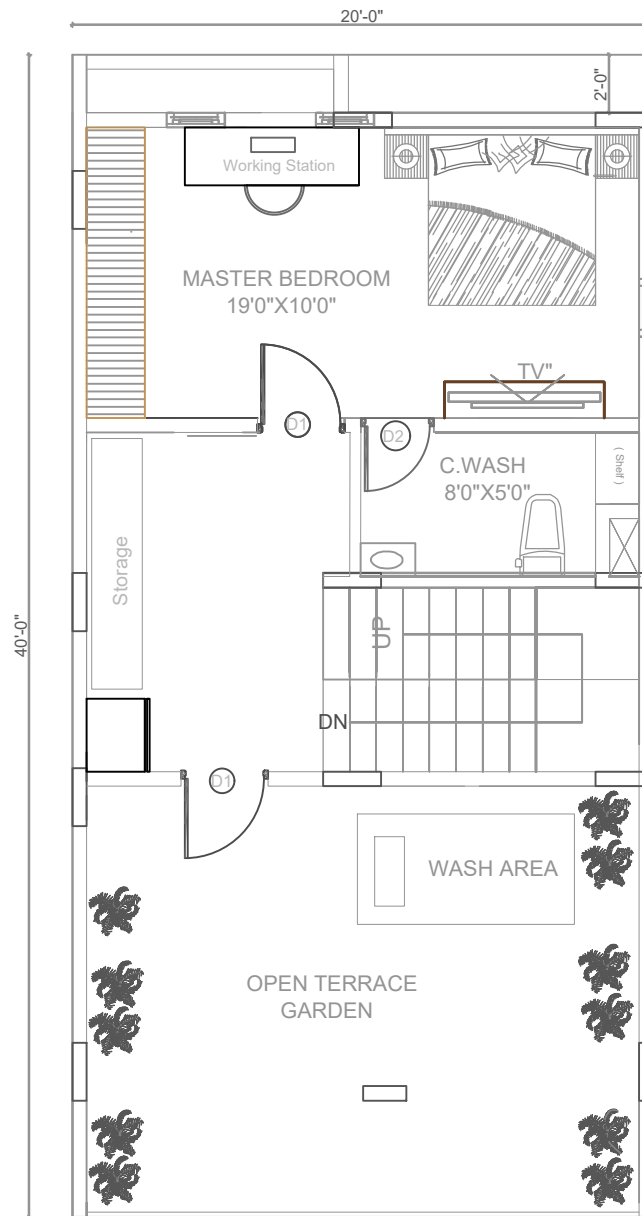 20'-0"
2'-0"
Working Station
MASTER BEDROOM
19'0"X10'0"
TV"
D1
D2
C.WASH
8'0"X5'0"
( Shelf )
Storage
UP
40'-0"
DN
D1
WASH AREA
OPEN TERRACE
GARDEN